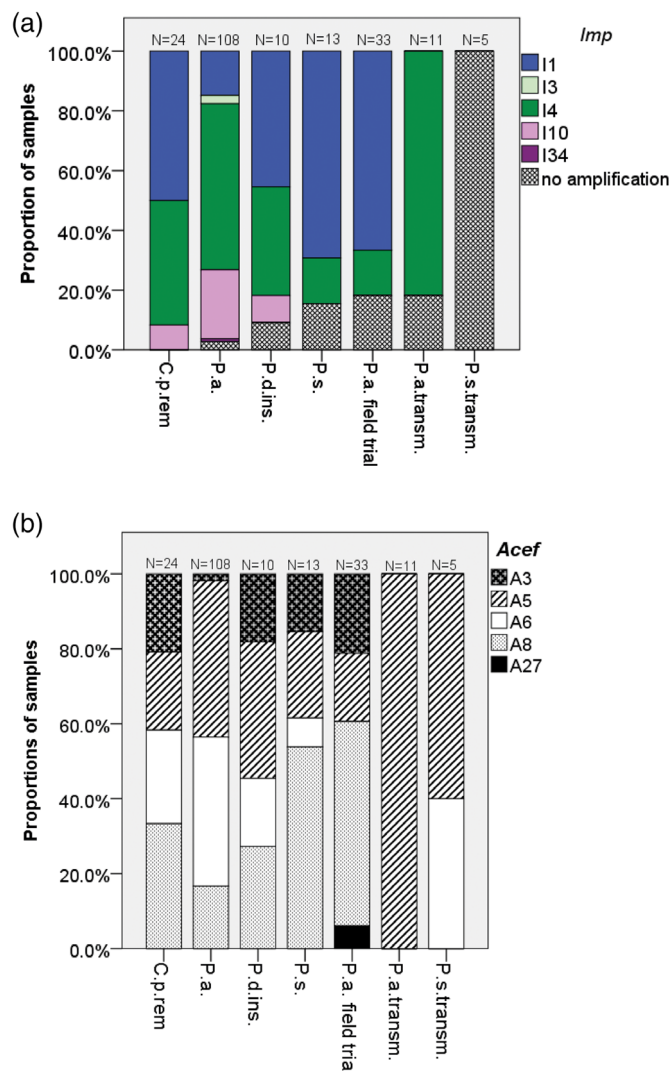 (a)
N=24 N=108 N=10 N=13 N=33 N=11 N=5
Imp
100.0%
80.0%
60.0%
40.0%
20.0%
0.0%
Proportion of samples
I1
I3
I4
I10
I34
no amplification
C.p.rem
P.a.
P.d.ins.
P.s.
P.a. field trial
P.a.transm.
P.s.transm.
(b)
N=24 N=108 N=10 N=13 N=33 N=11 N=5
Acef
100.0%
80.0%
60.0%
40.0%
20.0%
0.0%
Proportions of samples
A3
A5
A6
A8
A27
C.p.rem
P.a.
P.d.ins.
P.s.
P.a. field tria
P.a.transm.
P.s.transm.